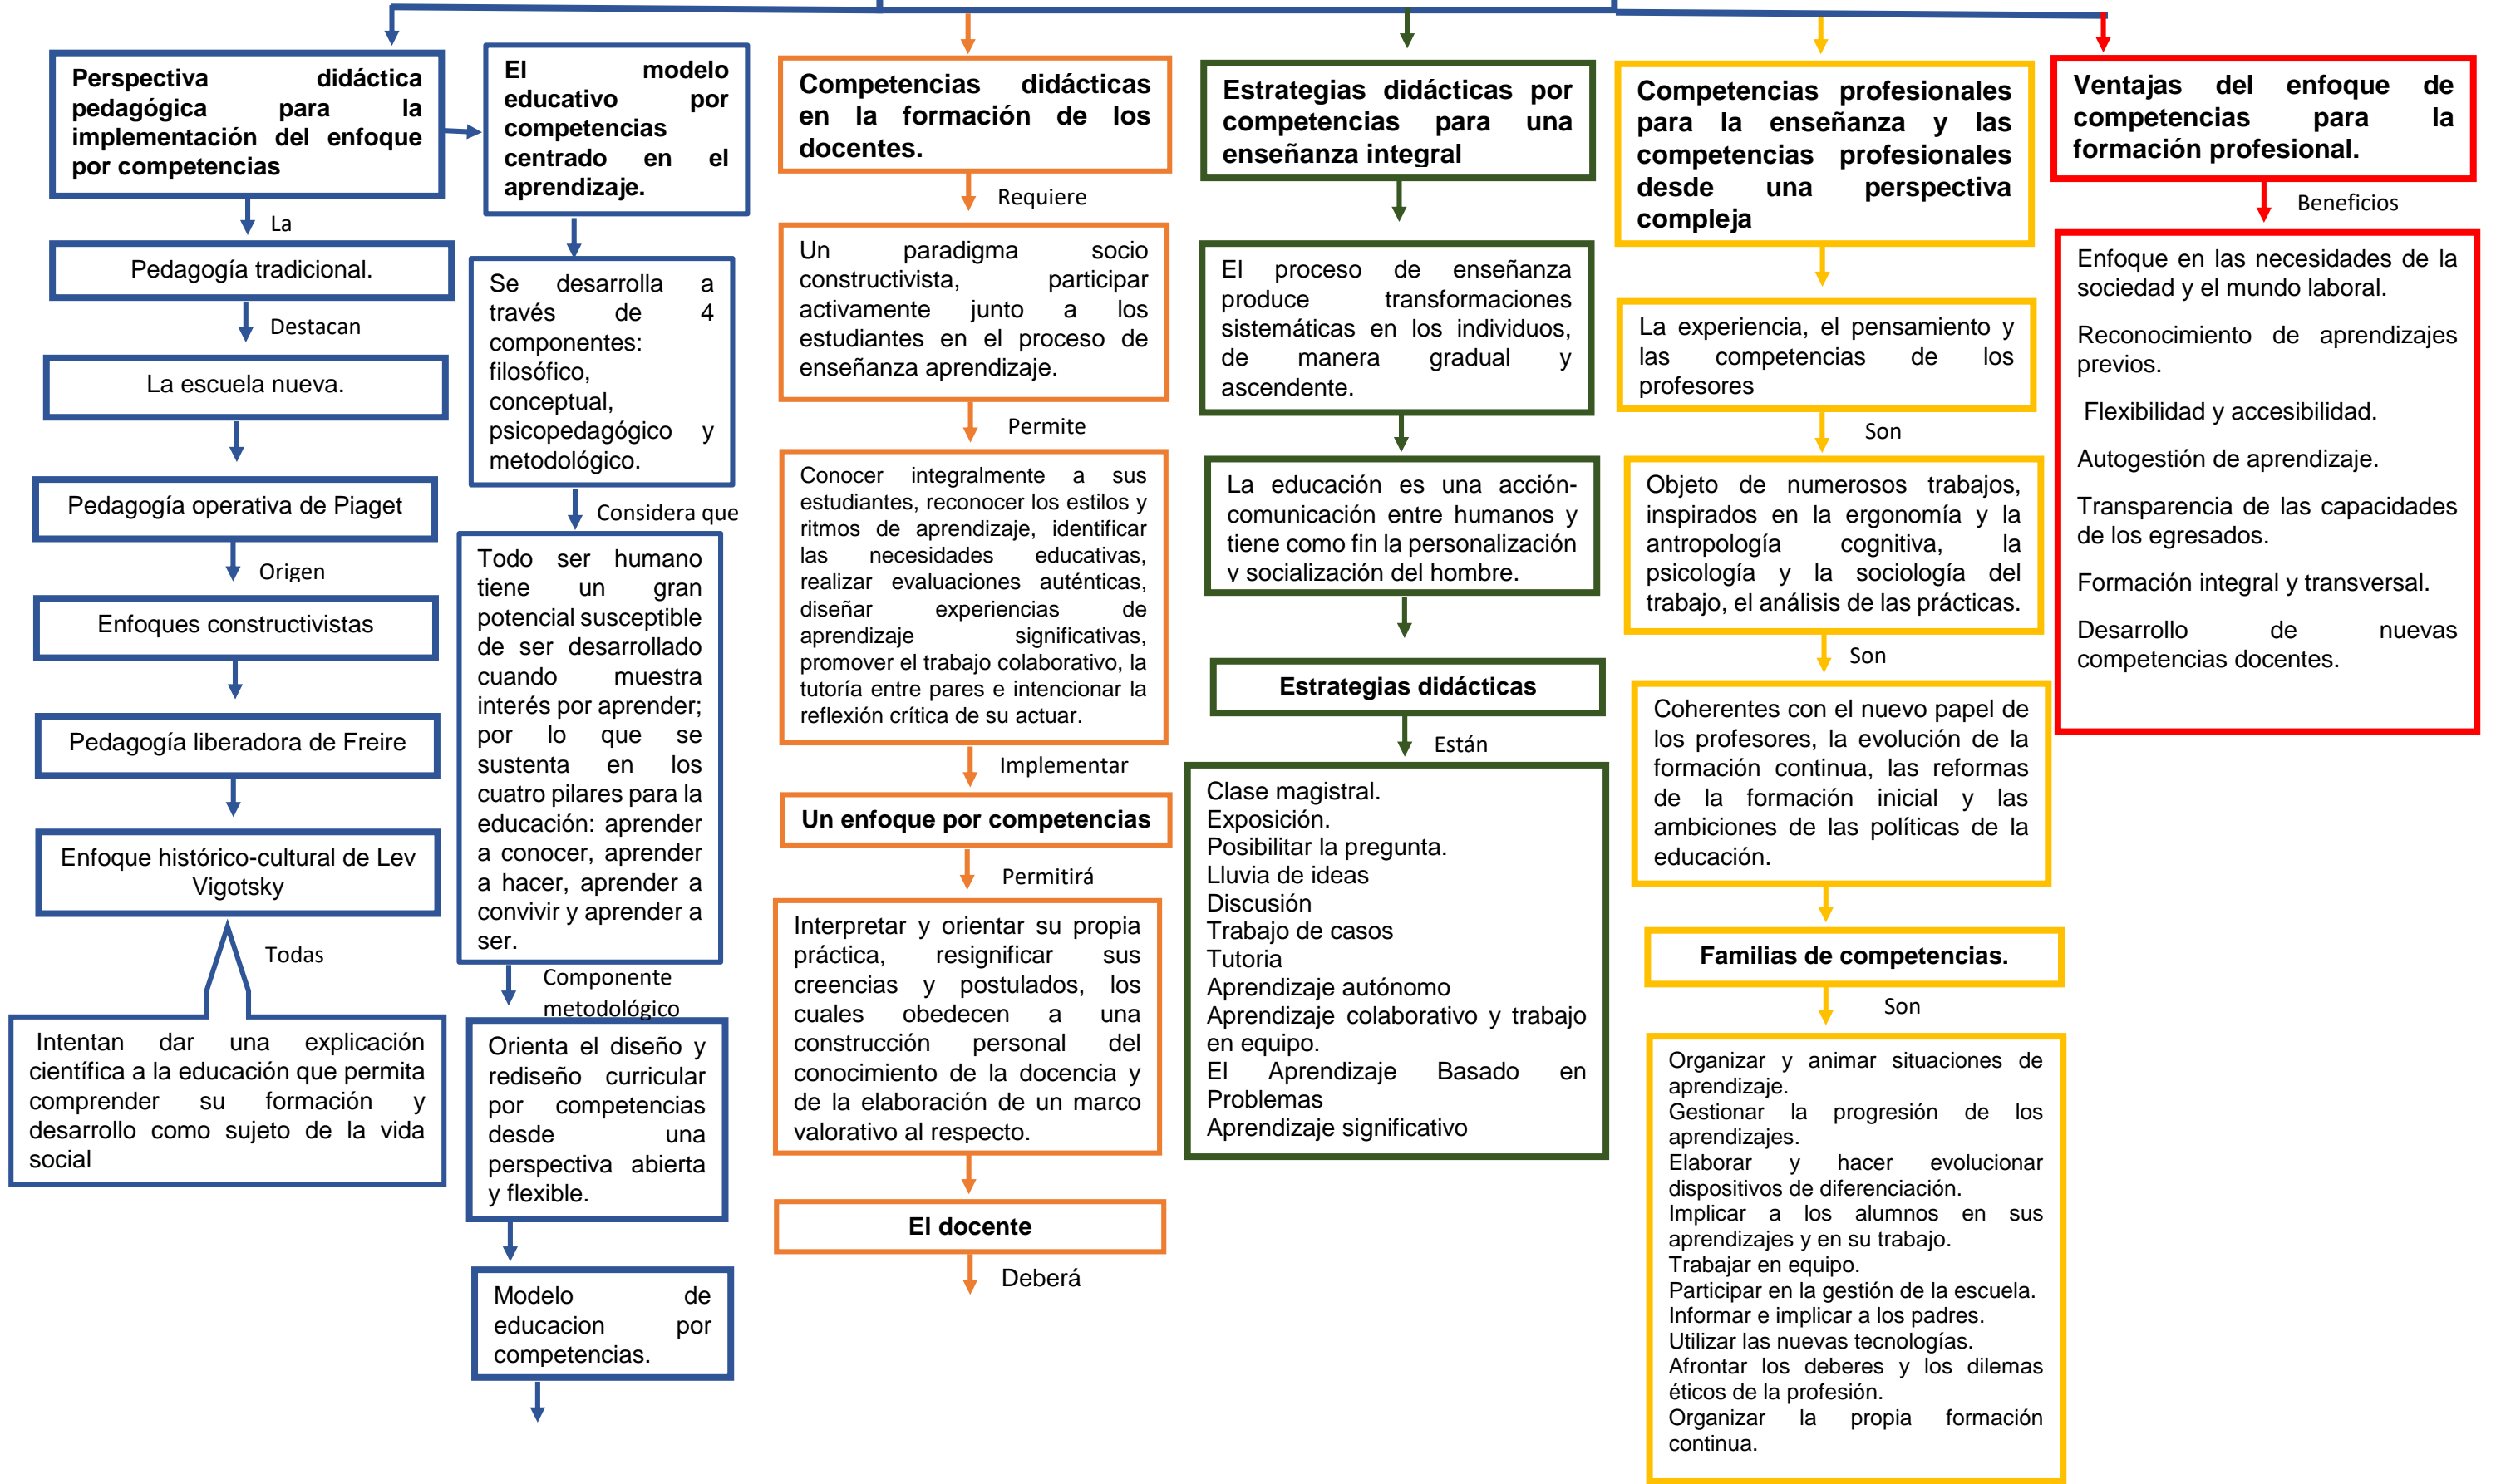 Perspectiva didáctica
pedagógica para la
implementación del enfoque
por competencias
La
Pedagogía tradicional.
Destacan
La escuela nueva.
Pedagogía operativa de Piaget
Origen
Enfoques constructivistas
Pedagogía liberadora de Freire
Enfoque histórico-cultural de Lev
Vigotsky
Todas
Intentan dar una explicación
científica a la educación que permita
comprender su formación y
desarrollo como sujeto de la vida
social
El modelo
educativo por
competencias
centrado en el
aprendizaje.
Se desarrolla a
través de 4
componentes:
filosófico,
conceptual,
psicopedagógico y
metodológico.
Considera que
Todo ser humano
tiene un gran
potencial susceptible
de ser desarrollado
cuando muestra
interés por aprender;
por lo que se
sustenta en los
cuatro pilares para la
educación: aprender
a conocer, aprender
a hacer, aprender a
convivir y aprender a
ser.
Componente
metodológico
Orienta el diseño y
rediseño curricular
por competencias
desde una
perspectiva abierta
y flexible.
Modelo de
educacion por
competencias.
Competencias didácticas
en la formación de los
docentes.
Requiere
Un paradigma socio
constructivista, participar
activamente junto a los
estudiantes en el proceso de
enseñanza aprendizaje.
Permite
Conocer integralmente a sus
estudiantes, reconocer los estilos y
ritmos de aprendizaje, identificar
las necesidades educativas,
realizar evaluaciones auténticas,
diseñar experiencias de
aprendizaje significativas,
promover el trabajo colaborativo, la
tutoría entre pares e intencionar la
reflexión crítica de su actuar.
Implementar
Un enfoque por competencias
Permitirá
Interpretar y orientar su propia
práctica, resignificar sus
creencias y postulados, los
cuales obedecen a una
construcción personal del
conocimiento de la docencia y
de la elaboración de un marco
valorativo al respecto.
El docente
Deberá
Estrategias didácticas por
competencias para una
enseñanza integral
El proceso de enseñanza
produce transformaciones
sistemáticas en los individuos,
de manera gradual y
ascendente.
La educación es una acción-
comunicación entre humanos y
tiene como fin la personalización
y socialización del hombre.
Estrategias didácticas
Están
Clase magistral.
Exposición.
Posibilitar la pregunta.
Lluvia de ideas
Discusión
Trabajo de casos
Tutoria
Aprendizaje autónomo
Aprendizaje colaborativo y trabajo
en equipo.
El Aprendizaje Basado en
Problemas
Aprendizaje significativo
Competencias profesionales
para la enseñanza y las
competencias profesionales
desde una perspectiva
compleja
La experiencia, el pensamiento y
las competencias de los
profesores
Son
Objeto de numerosos trabajos,
inspirados en la ergonomía y la
antropología cognitiva, la
psicología y la sociología del
trabajo, el análisis de las prácticas.
Son
Coherentes con el nuevo papel de
los profesores, la evolución de la
formación continua, las reformas
de la formación inicial y las
ambiciones de las políticas de la
educación.
Familias de competencias.
Son
Organizar y animar situaciones de
aprendizaje.
Gestionar la progresión de los
aprendizajes.
Elaborar y hacer evolucionar
dispositivos de diferenciación.
Implicar a los alumnos en sus
aprendizajes y en su trabajo.
Trabajar en equipo.
Participar en la gestión de la escuela.
Informar e implicar a los padres.
Utilizar las nuevas tecnologías.
Afrontar los deberes y los dilemas
éticos de la profesión.
Organizar la propia formación
continua.
Ventajas del enfoque de
competencias para la
formación profesional.
Beneficios
Enfoque en las necesidades de la
sociedad y el mundo laboral.
Reconocimiento de aprendizajes
previos.
Flexibilidad y accesibilidad.
Autogestión de aprendizaje.
Transparencia de las capacidades
de los egresados.
Formación integral y transversal.
Desarrollo de nuevas
competencias docentes.